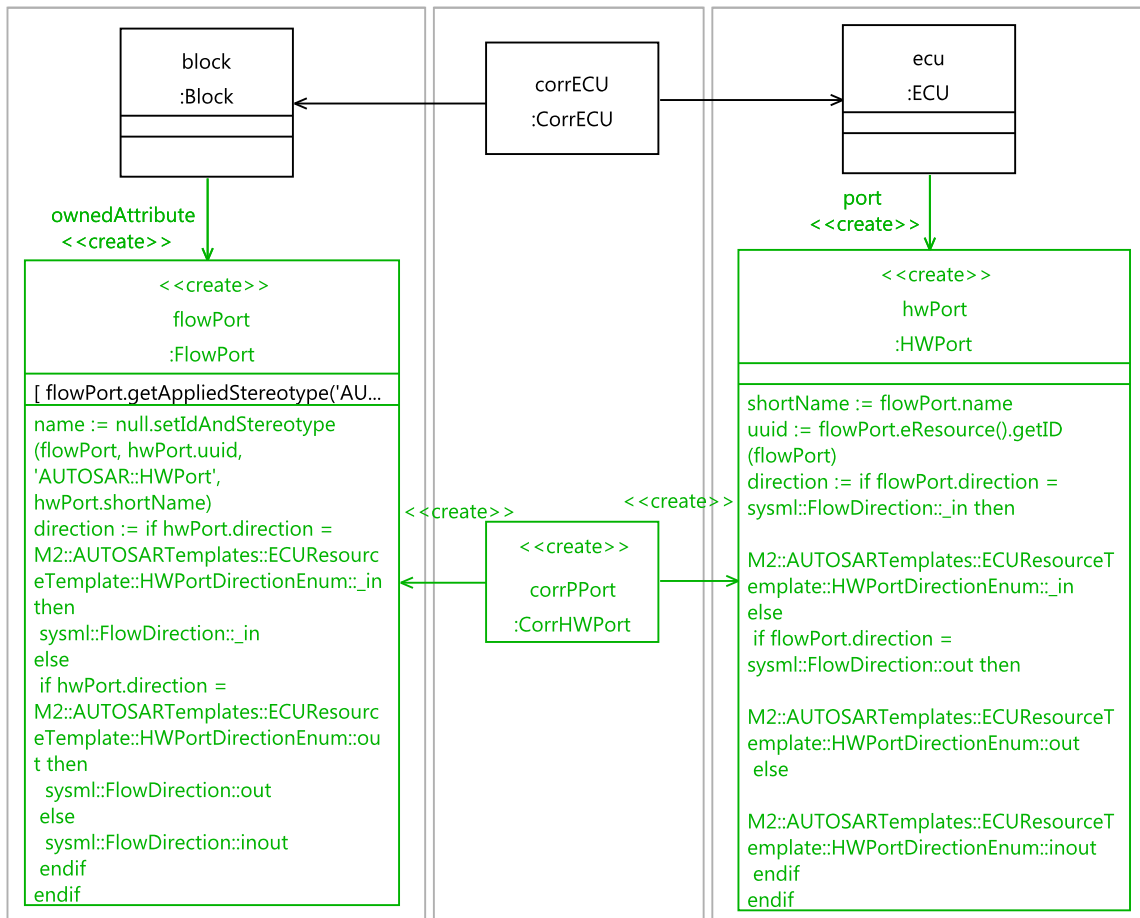 block
:Block
corrECU
:CorrECU
ecu
:ECU
ownedAttribute
<<create>>
port
<<create>>
<<create>>
flowPort
:FlowPort
[ flowPort.getAppliedStereotype('AU...
name := null.setIdAndStereotype
(flowPort, hwPort.uuid,
'AUTOSAR::HWPort',
hwPort.shortName)
direction := if hwPort.direction =
M2::AUTOSARTemplates::ECUResourc
eTemplate::HWPortDirectionEnum::_in
then
sysml::FlowDirection::_in
else
if hwPort.direction =
M2::AUTOSARTemplates::ECUResourc
eTemplate::HWPortDirectionEnum::ou
t then
sysml::FlowDirection::out
else
sysml::FlowDirection::inout
endif
endif
<<create>>
<<create>>
<<create>>
corrPPort
:CorrHWPort
<<create>>
hwPort
:HWPort
shortName := flowPort.name
uuid := flowPort.eResource().getID
(flowPort)
direction := if flowPort.direction =
sysml::FlowDirection::_in then
M2::AUTOSARTemplates::ECUResourceT
emplate::HWPortDirectionEnum::_in
else
if flowPort.direction =
sysml::FlowDirection::out then
M2::AUTOSARTemplates::ECUResourceT
emplate::HWPortDirectionEnum::out
else
M2::AUTOSARTemplates::ECUResourceT
emplate::HWPortDirectionEnum::inout
endif
endif